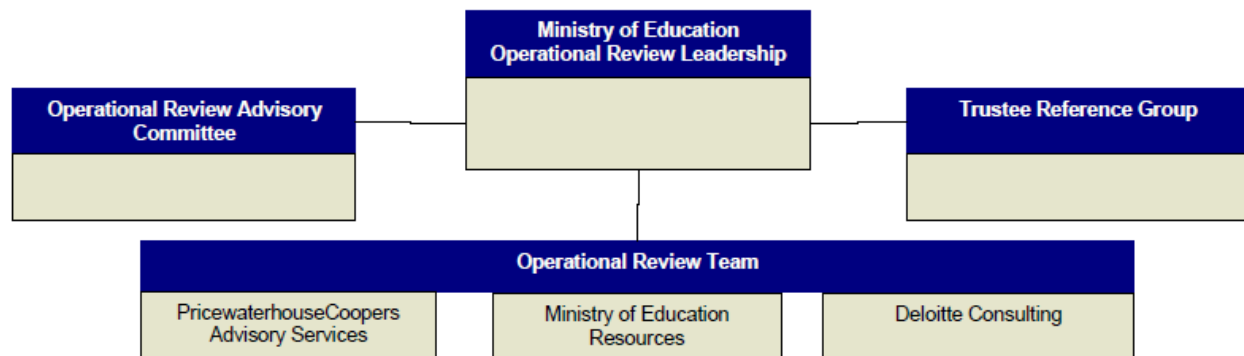 Ministry of Education
Operational Review Leadership
Operational Review Advisory
Committee
Trustee Reference Group
Operational Review Team
PricewaterhouseCoopers
Advisory Services
Ministry of Education
Resources
Deloitte Consulting